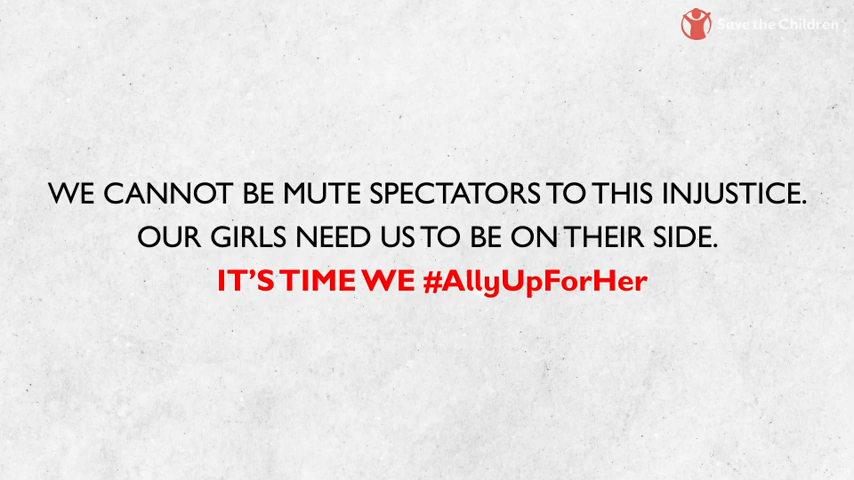 Save the Children
WE CANNOT BE MUTE SPECTATORS TO THIS INJUSTICE.
OUR GIRLS NEED US TO BE ON THEIR SIDE.
IT'S TIME WE #AllyUpForHer